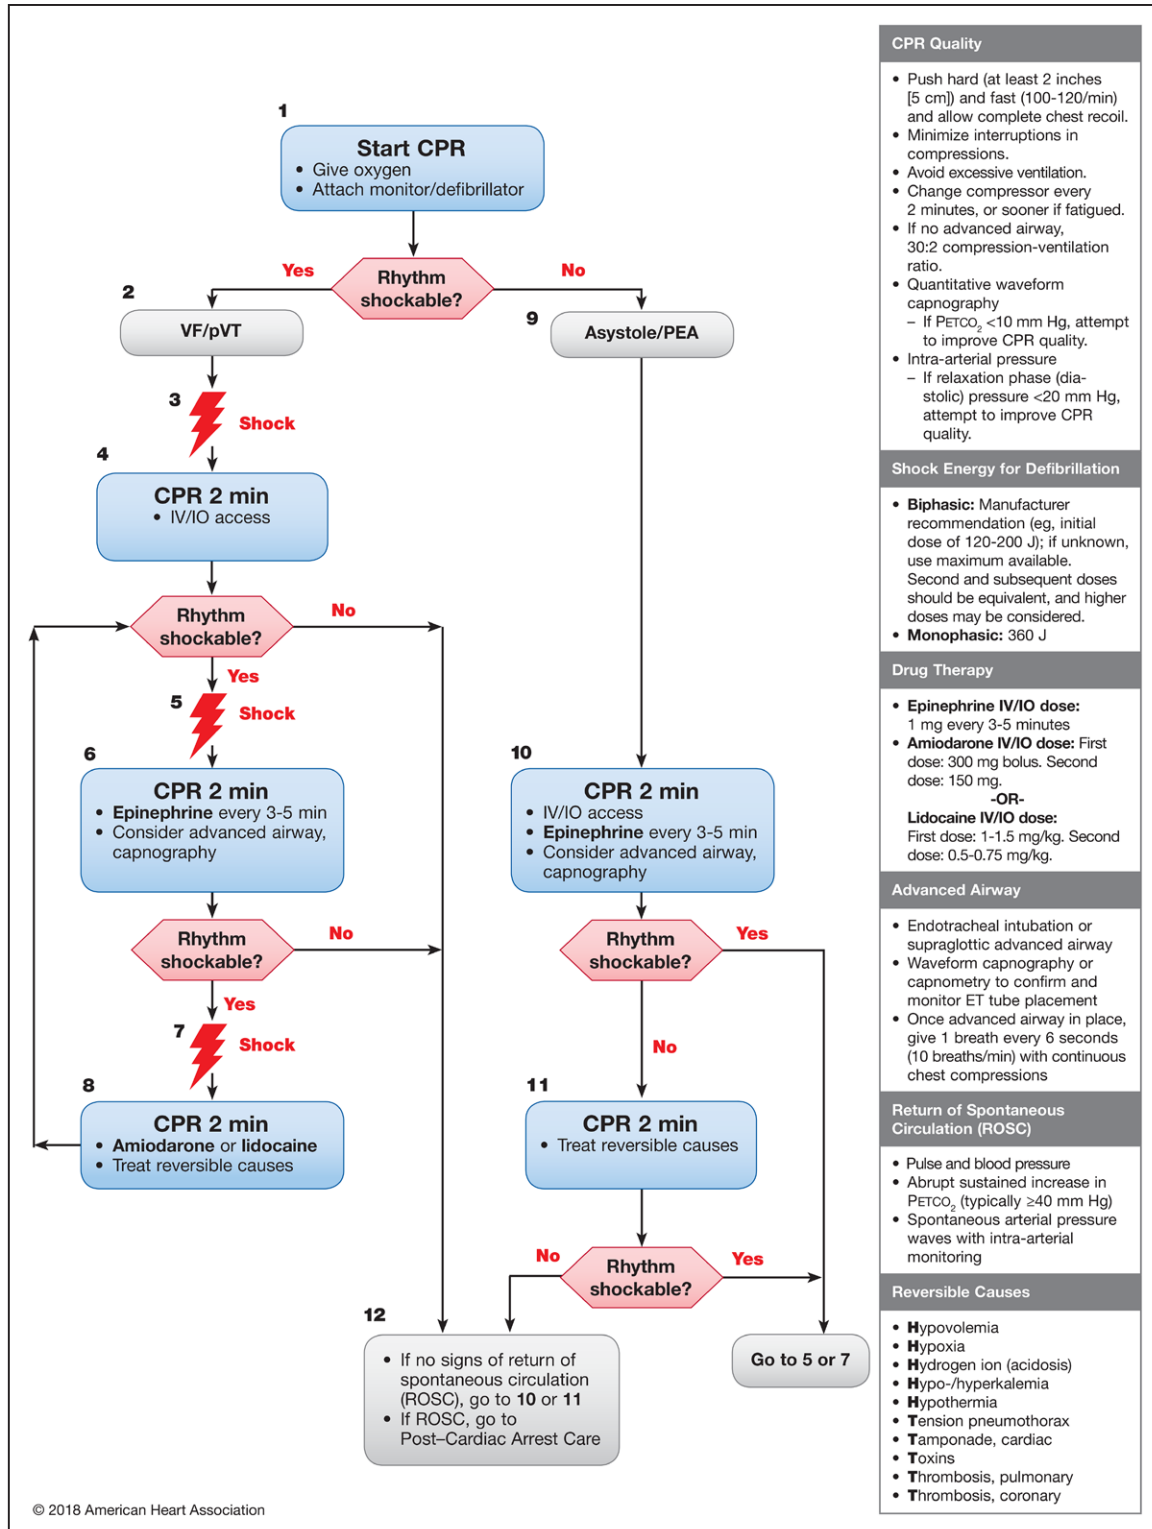 1
Start CPR
• Give oxygen
• Attach monitor/defibrillator
Rhythm
shockable?
Yes
No
2
VF/pVT
3
Shock
4
CPR 2 min
• IV/IO access
Rhythm
shockable?
No
Yes
5
Shock
6
CPR 2 min
• Epinephrine every 3-5 min
• Consider advanced airway,
capnography
Rhythm
shockable?
No
Yes
7
Shock
8
CPR 2 min
• Amiodarone or lidocaine
• Treat reversible causes
9
Asystole/PEA
10
CPR 2 min
• IV/IO access
• Epinephrine every 3-5 min
• Consider advanced airway,
capnography
Rhythm
shockable?
Yes
No
11
CPR 2 min
• Treat reversible causes
Rhythm
shockable?
No
Yes
12
• If no signs of return of
spontaneous circulation
(ROSC), go to 10 or 11
• If ROSC, go to
Post–Cardiac Arrest Care
Go to 5 or 7
CPR Quality
• Push hard (at least 2 inches
[5 cm]) and fast (100-120/min)
and allow complete chest recoil.
• Minimize interruptions in
compressions.
• Avoid excessive ventilation.
• Change compressor every
2 minutes, or sooner if fatigued.
• If no advanced airway,
30:2 compression-ventilation
ratio.
• Quantitative waveform
capnography
– If PETCO2 <10 mm Hg, attempt
to improve CPR quality.
• Intra-arterial pressure
– If relaxation phase (dia-
stolic) pressure <20 mm Hg,
attempt to improve CPR
quality.
Shock Energy for Defibrillation
• Biphasic: Manufacturer
recommendation (eg, initial
dose of 120-200 J); if unknown,
use maximum available.
Second and subsequent doses
should be equivalent, and higher
doses may be considered.
• Monophasic: 360 J
Drug Therapy
• Epinephrine IV/IO dose:
1 mg every 3-5 minutes
• Amiodarone IV/IO dose: First
dose: 300 mg bolus. Second
dose: 150 mg.
-OR-
Lidocaine IV/IO dose:
First dose: 1-1.5 mg/kg. Second
dose: 0.5-0.75 mg/kg.
Advanced Airway
• Endotracheal intubation or
supraglottic advanced airway
• Waveform capnography or
capnometry to confirm and
monitor ET tube placement
• Once advanced airway in place,
give 1 breath every 6 seconds
(10 breaths/min) with continuous
chest compressions
Return of Spontaneous
Circulation (ROSC)
• Pulse and blood pressure
• Abrupt sustained increase in
PETCO2 (typically ≥40 mm Hg)
• Spontaneous arterial pressure
waves with intra-arterial
monitoring
Reversible Causes
• Hypovolemia
• Hypoxia
• Hydrogen ion (acidosis)
• Hypo-/hyperkalemia
• Hypothermia
• Tension pneumothorax
• Tamponade, cardiac
• Toxins
• Thrombosis, pulmonary
• Thrombosis, coronary
© 2018 American Heart Association